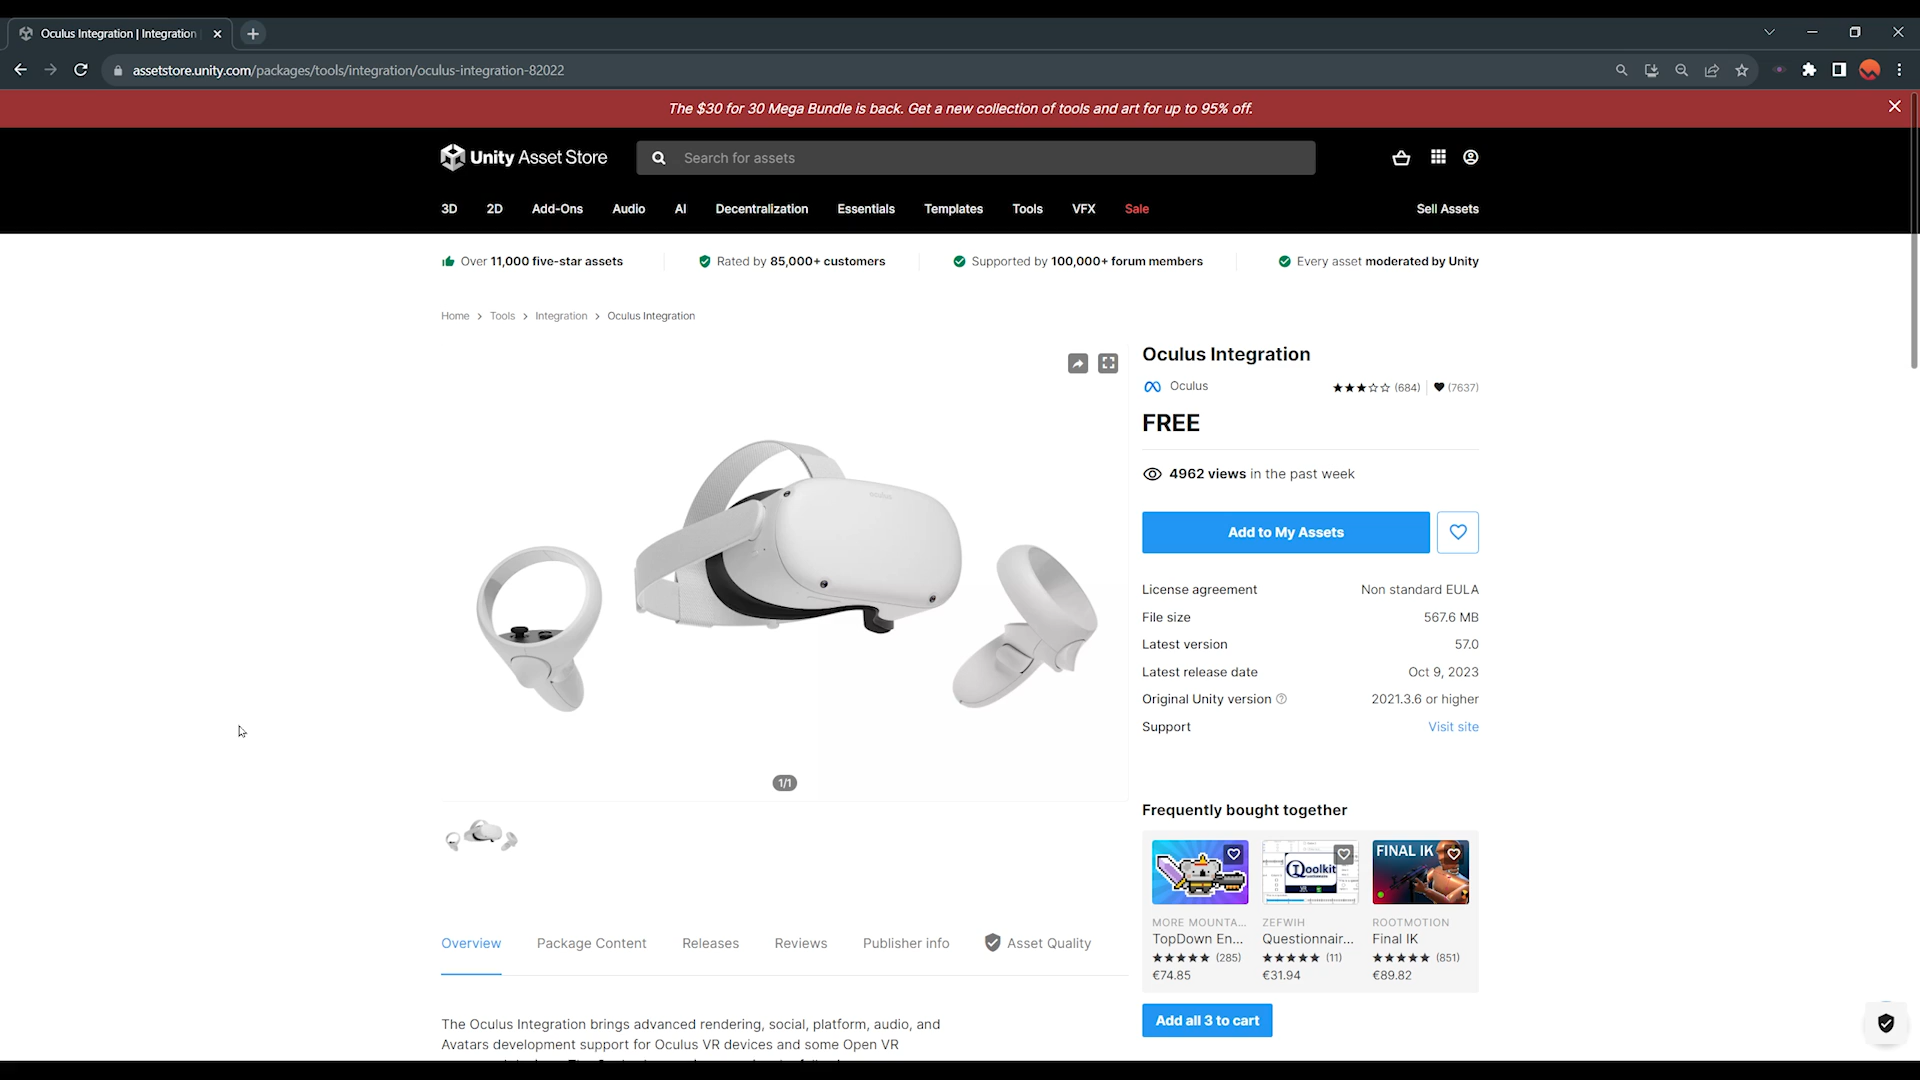 Oculus Integration | Integration
assetstore.unity.com/packages/tools/integration/oculus-integration-82022
The $30 for 30 Mega Bundle is back. Get a new collection of tools and art for up to 95% off.
Unity Asset Store
Search for assets
3D 2D Add-Ons Audio AI Decentralization Essentials Templates Tools VFX Sale Sell Assets
Over 11,000 five-star assets Rated by 85,000+ customers Supported by 100,000+ forum members Every asset moderated by Unity
Home > Tools > Integration > Oculus Integration
Oculus Integration
Oculus (684) (7637)
FREE
4962 views in the past week
Add to My Assets
License agreement Non standard EULA
File size 567.6 MB
Latest version 57.0
Latest release date Oct 9, 2023
Original Unity version 2021.3.6 or higher
Support Visit site
oculus
1/1
Frequently bought together
Qoolkit
FINAL IK
MORE MOUNTA... ZEFWIH ROOTMOTION
TopDown En... Questionnair... Final IK
(285) (11) (851)
€74.85 €31.94 €89.82
Add all 3 to cart
Overview Package Content Releases Reviews Publisher info Asset Quality
The Oculus Integration brings advanced rendering, social, platform, audio, and
Avatars development support for Oculus VR devices and some Open VR